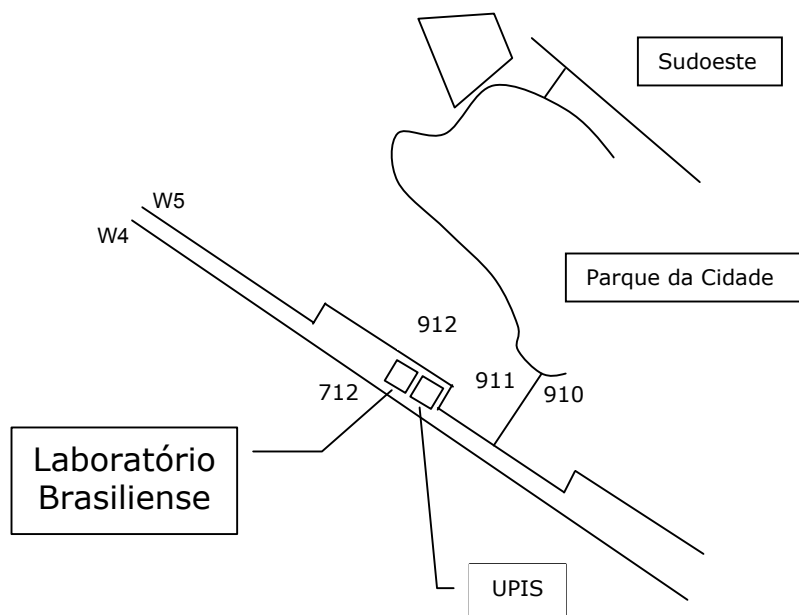 Sudoeste
W5
W4
Parque da Cidade
912
911
910
712
Laboratório
Brasiliense
UPIS